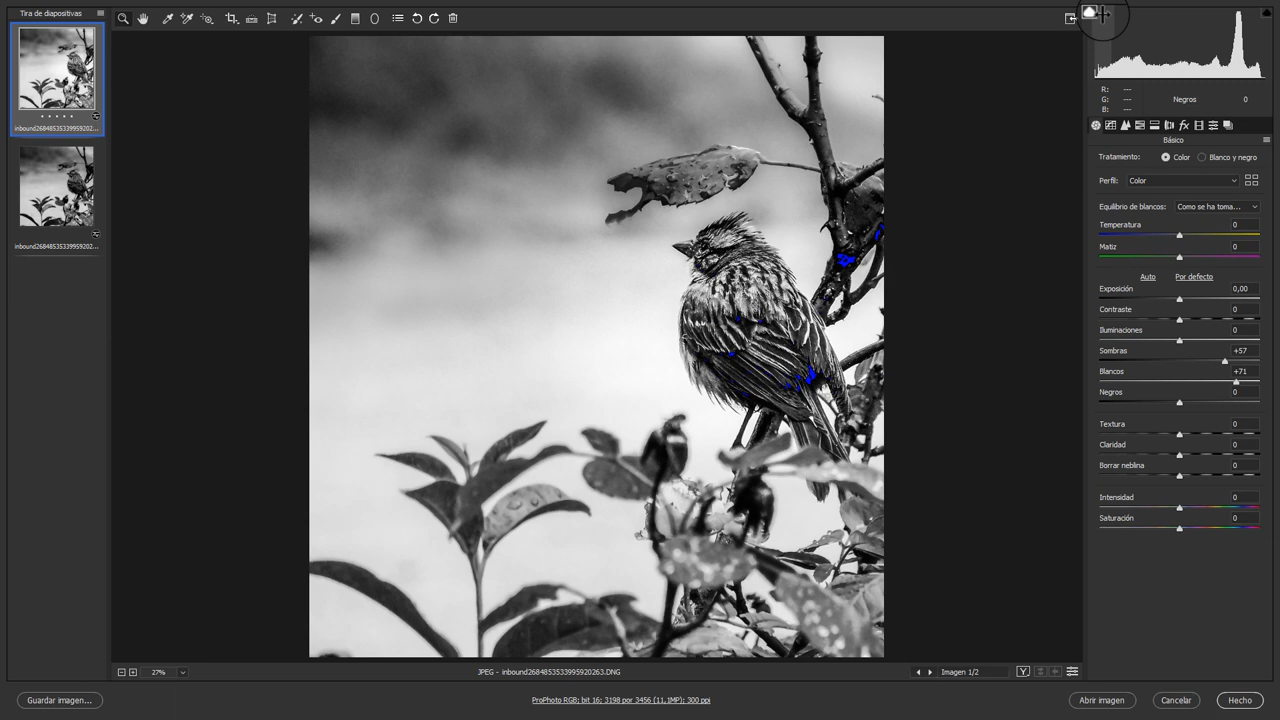 Tira de diapositivas
inbound26848535339959202...
inbound26848535339959202...
27%
JPEG - inbound2684853533995920263.DNG
Imagen 1/2
Guardar imagen...
ProPhoto RGB; bit 16; 3198 por 3456 (11,1MP); 300 ppi
Abrir imagen
Cancelar
Hecho
R: ---
G: ---
B: ---
Negros 0
fx
Básico
Tratamiento: Color Blanco y negro
Perfil: Color
Equilibrio de blancos: Como se ha toma...
Temperatura 0
Matiz 0
Auto Por defecto
Exposición 0,00
Contraste 0
Iluminaciones 0
Sombras +57
Blancos +71
Negros 0
Textura 0
Claridad 0
Borrar neblina 0
Intensidad 0
Saturación 0